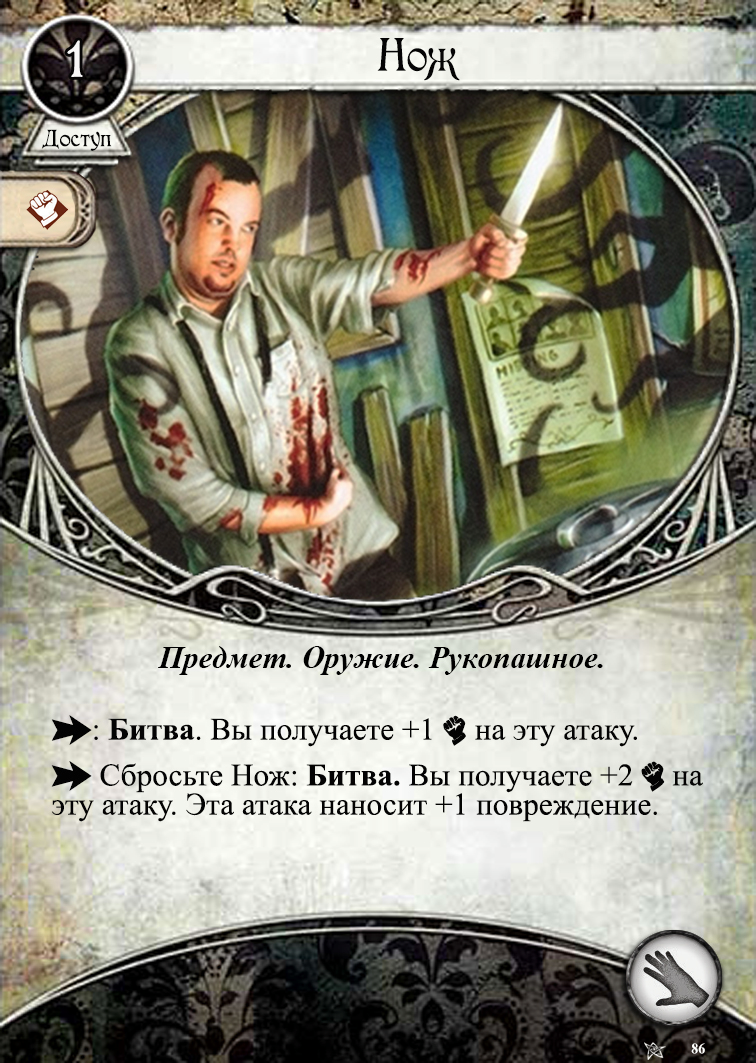 1
Нож
Доступ
MISSING
Предмет. Оружие. Рукопашное.
: Битва. Вы получаете +1 на эту атаку.
Сбросьте Нож: Битва. Вы получаете +2 на
эту атаку. Эта атака наносит +1 повреждение.
86